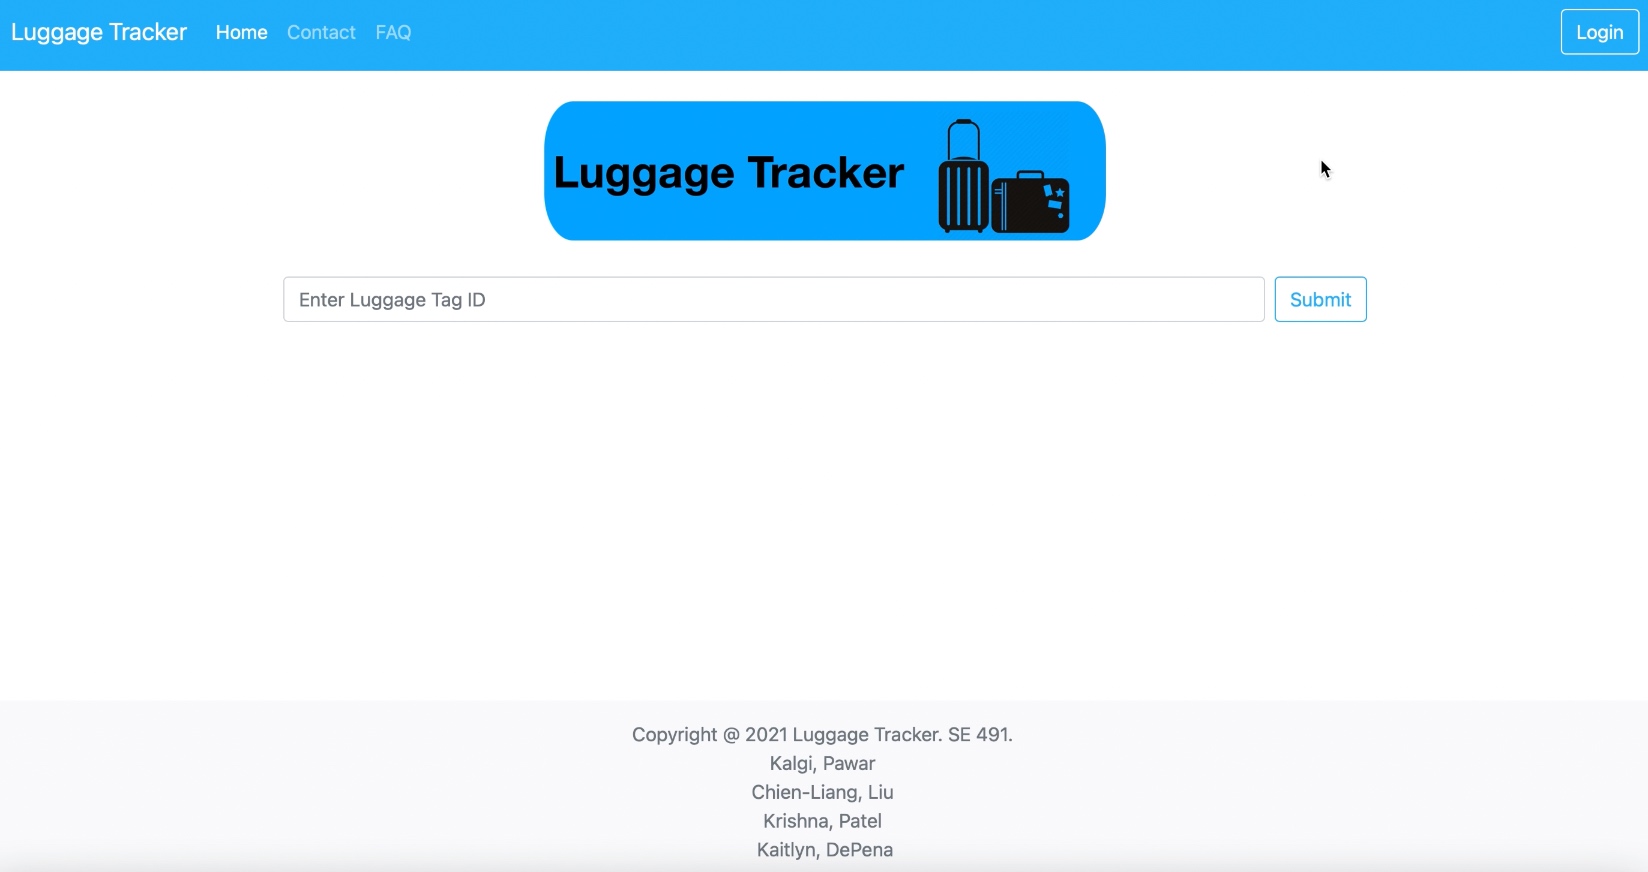 Luggage Tracker Home Contact FAQ Login
Luggage Tracker
Enter Luggage Tag ID Submit
Copyright @ 2021 Luggage Tracker. SE 491.
Kalgi, Pawar
Chien-Liang, Liu
Krishna, Patel
Kaitlyn, DePena